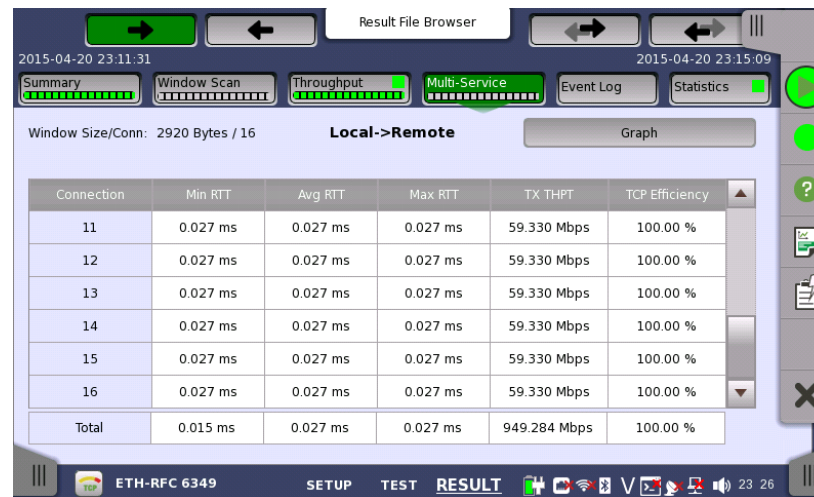 Result File Browser
2015-04-20 23:11:31
2015-04-20 23:15:09
Summary
Window Scan
Throughput
Multi-Service
Event Log
Statistics
Window Size/Conn: 2920 Bytes / 16
Local->Remote
Graph
Connection Min RTT Avg RTT Max RTT TX THPT TCP Efficiency
11 0.027 ms 0.027 ms 0.027 ms 59.330 Mbps 100.00 %
12 0.027 ms 0.027 ms 0.027 ms 59.330 Mbps 100.00 %
13 0.027 ms 0.027 ms 0.027 ms 59.330 Mbps 100.00 %
14 0.027 ms 0.027 ms 0.027 ms 59.330 Mbps 100.00 %
15 0.027 ms 0.027 ms 0.027 ms 59.330 Mbps 100.00 %
16 0.027 ms 0.027 ms 0.027 ms 59.330 Mbps 100.00 %
Total 0.015 ms 0.027 ms 0.027 ms 949.284 Mbps 100.00 %
TCP
ETH-RFC 6349
SETUP TEST RESULT
23 26